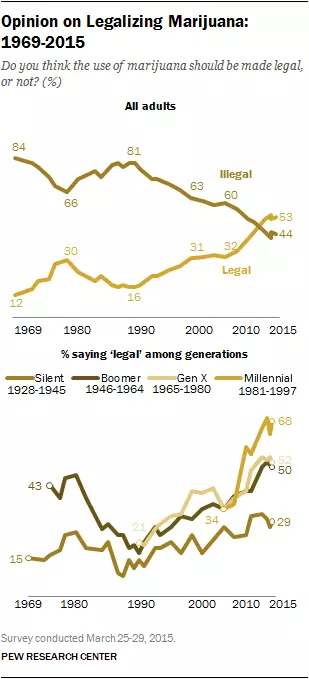 Opinion on Legalizing Marijuana:
1969-2015
Do you think the use of marijuana should be made legal,
or not? (%)
All adults
84
81
66
63
60
Illegal
53
44
30
31
32
Legal
12
16
1969 1980 1990 2000 2010 2015
% saying ‘legal’ among generations
Silent Boomer Gen X Millennial
1928-1945 1946-1964 1965-1980 1981-1997
68
52
50
43
21
34
29
15
1969 1980 1990 2000 2010 2015
Survey conducted March 25-29, 2015.
PEW RESEARCH CENTER